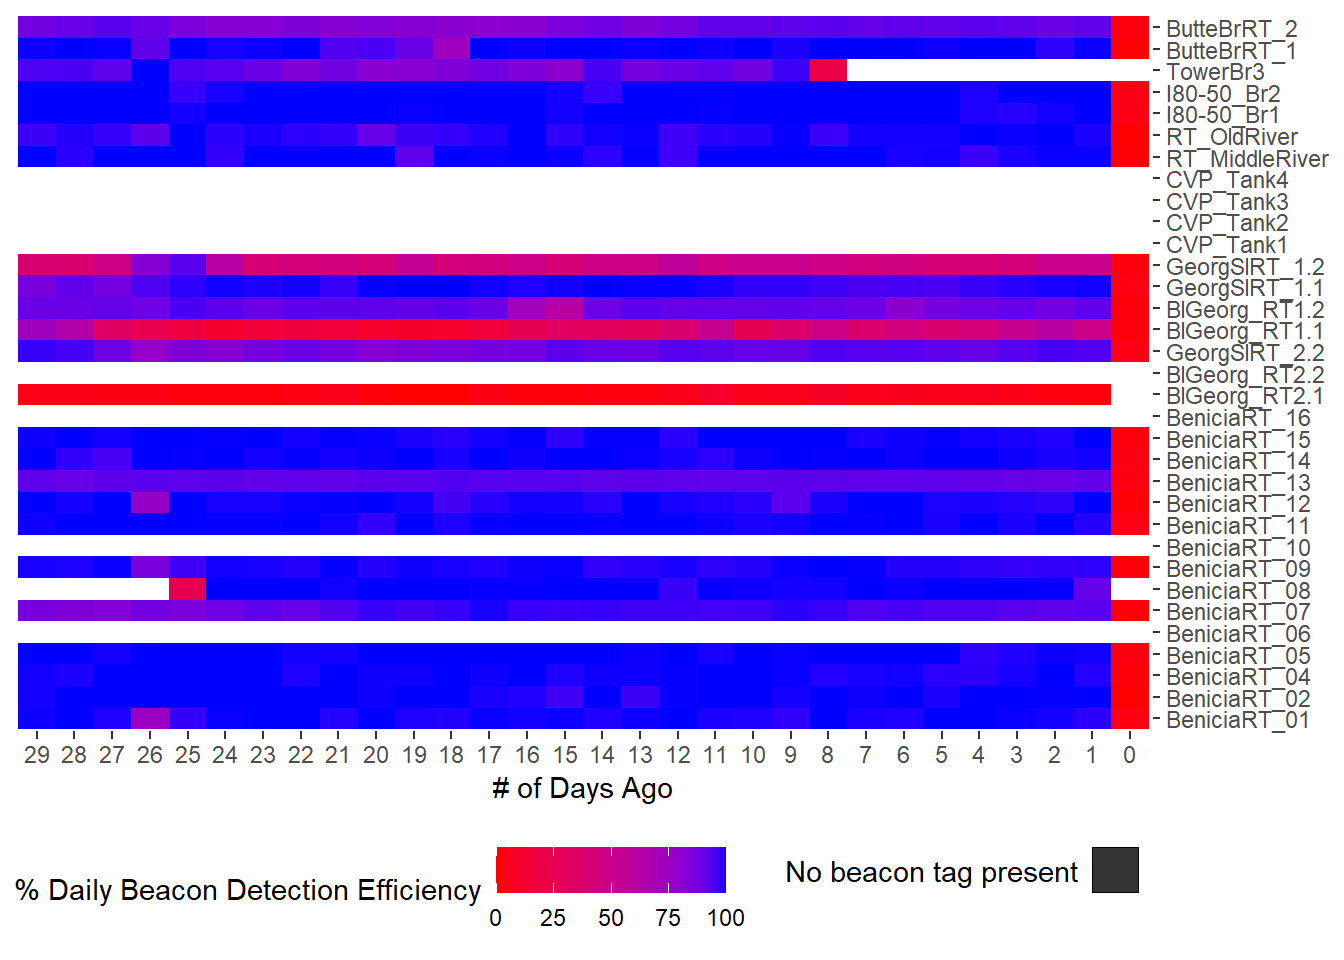 ButteBrRT_2
ButteBrRT_1
TowerBr3
I80-50_Br2
I80-50_Br1
RT_OldRiver
RT_MiddleRiver
CVP_Tank4
CVP_Tank3
CVP_Tank2
CVP_Tank1
GeorgSlRT_1.2
GeorgSlRT_1.1
BlGeorg_RT1.2
BlGeorg_RT1.1
GeorgSlRT_2.2
BlGeorg_RT2.2
BlGeorg_RT2.1
BeniciaRT_16
BeniciaRT_15
BeniciaRT_14
BeniciaRT_13
BeniciaRT_12
BeniciaRT_11
BeniciaRT_10
BeniciaRT_09
BeniciaRT_08
BeniciaRT_07
BeniciaRT_06
BeniciaRT_05
BeniciaRT_04
BeniciaRT_02
BeniciaRT_01
29 28 27 26 25 24 23 22 21 20 19 18 17 16 15 14 13 12 11 10 9 8 7 6 5 4 3 2 1 0
# of Days Ago
% Daily Beacon Detection Efficiency
0 25 50 75 100
No beacon tag present